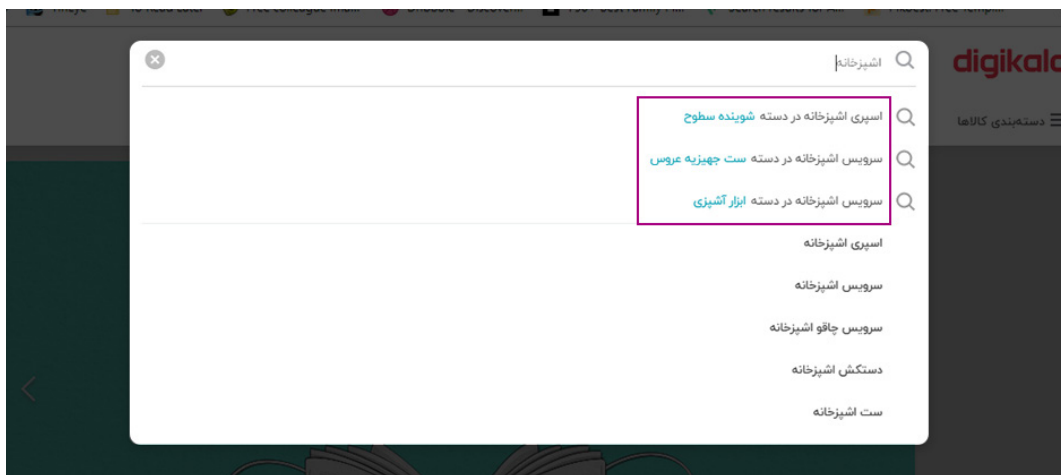 digikala
اشپزخانه
دسته‌بندی کالاها
اسپری اشپزخانه در دسته شوینده سطوح
سرویس اشپزخانه در دسته ست جهیزیه عروس
سرویس اشپزخانه در دسته ابزار آشپزی
اسپری اشپزخانه
سرویس اشپزخانه
سرویس چاقو اشپزخانه
دستکش اشپزخانه
ست اشپزخانه